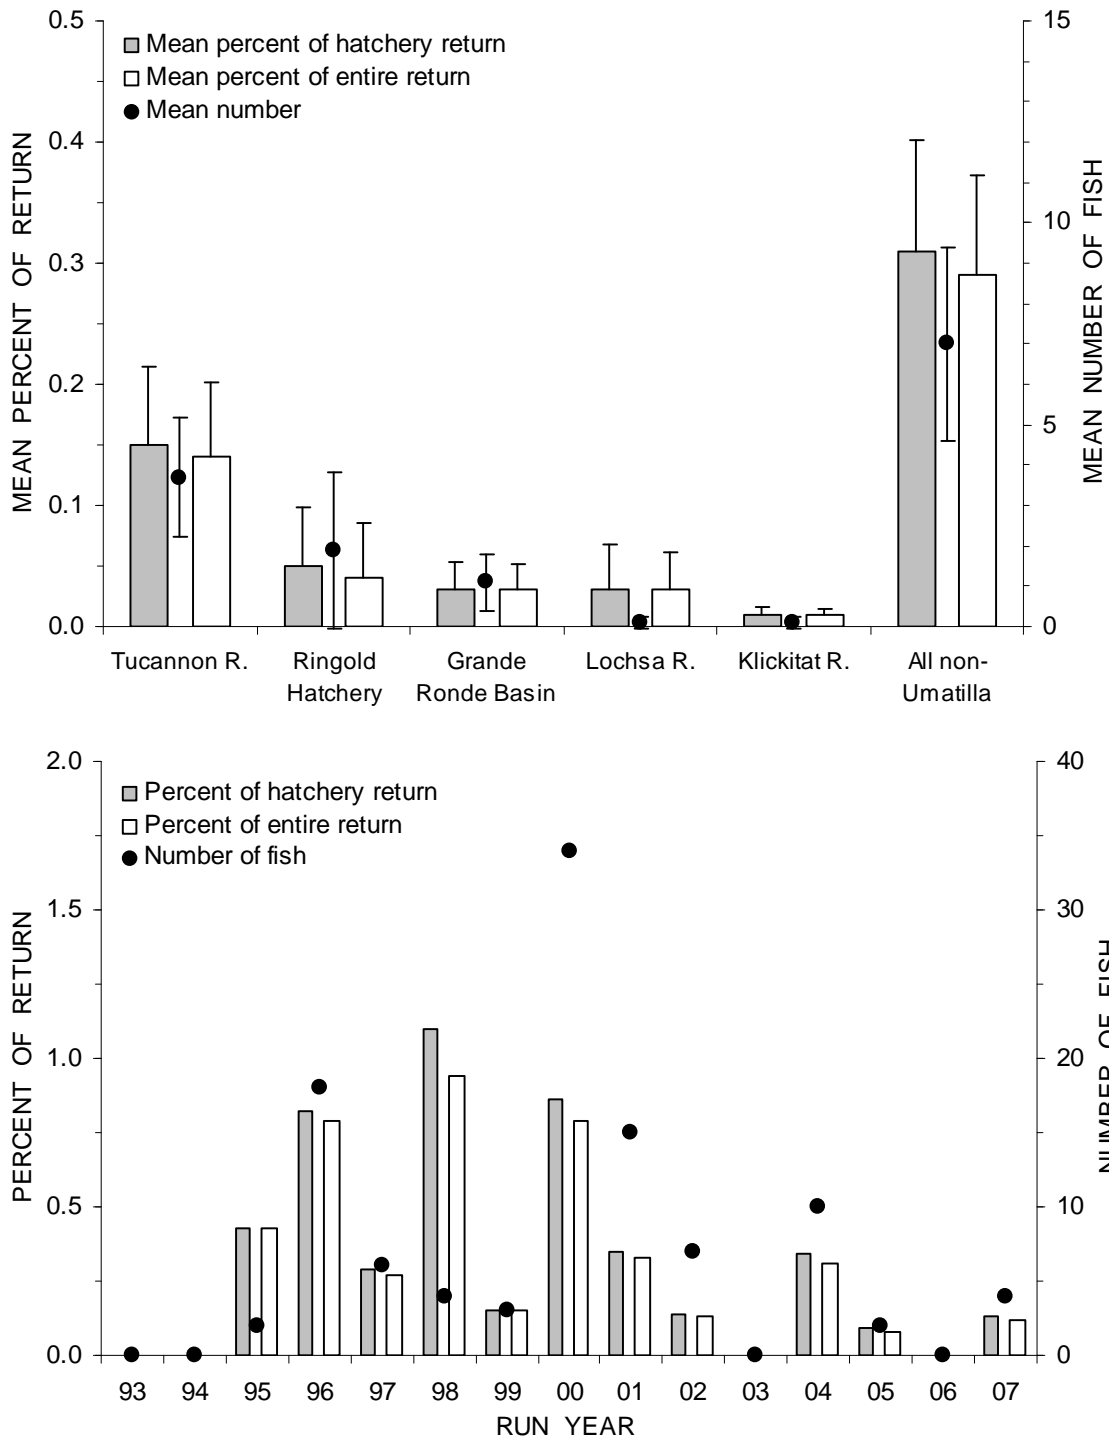 0.5
0.4
0.3
0.2
0.1
0.0
MEAN PERCENT OF RETURN
Mean percent of hatchery return
Mean percent of entire return
Mean number
15
10
5
0
MEAN NUMBER OF FISH
Tucannon R. Ringold Grande Lochsa R. Klickitat R. All non-
Hatchery Ronde Basin Umatilla
2.0
1.5
1.0
0.5
0.0
PERCENT OF RETURN
Percent of hatchery return
Percent of entire return
Number of fish
40
30
20
10
0
NUMBER OF FISH
93 94 95 96 97 98 99 00 01 02 03 04 05 06 07
RUN YEAR